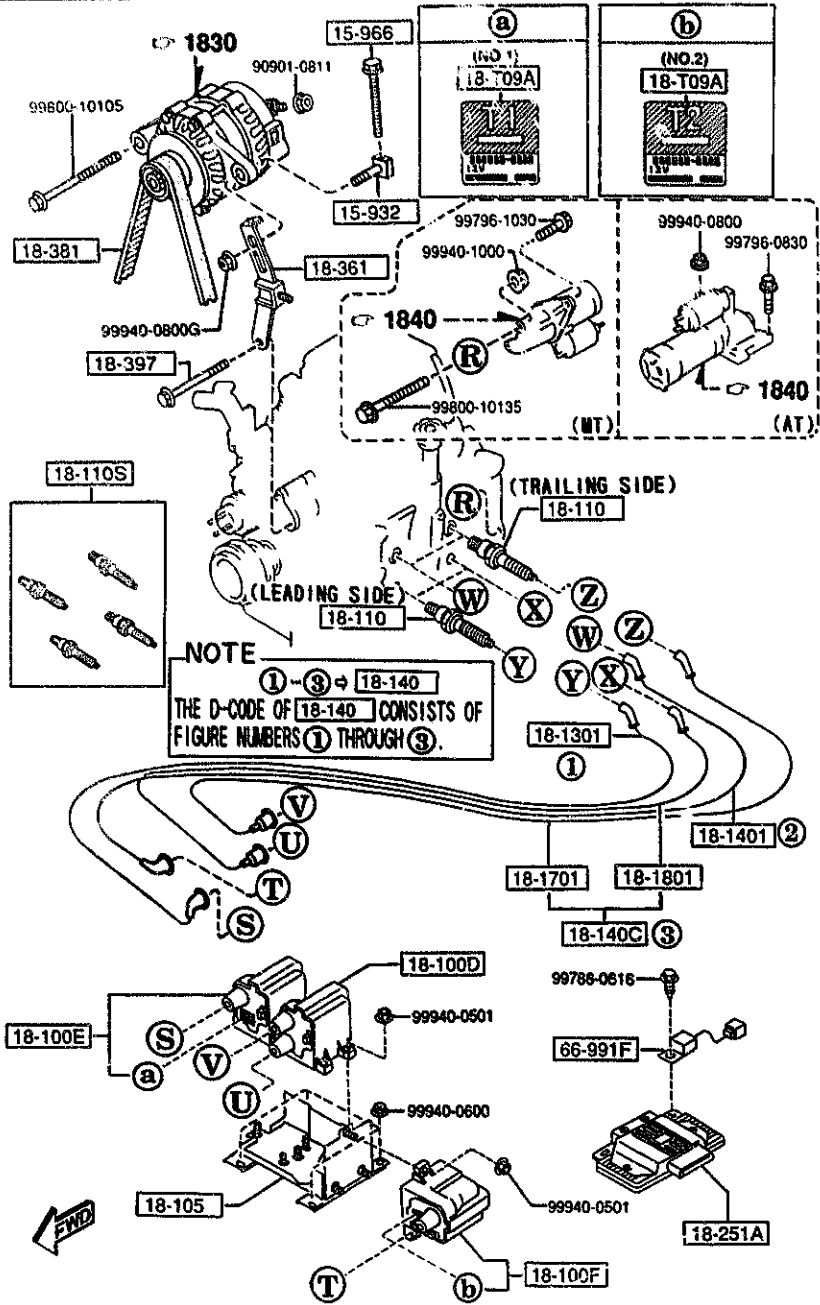 1830
15-966
90901-0811
99800-10105
15-932
18-381
18-361
99940-0800G
18-397
a
(NO.1)
18-T09A
T1
12V
b
(NO.2)
18-T09A
T2
12V
99796-1030
99940-1000
1840
R
99800-10135
(MT)
99940-0800
99796-0830
1840
(AT)
18-110S
R
(TRAILING SIDE)
18-110
(LEADING SIDE)
18-110
W
X
Z
Y
W
Z
Y
X
NOTE
①-③ ⇨ 18-140
THE D-CODE OF 18-140 CONSISTS OF
FIGURE NUMBERS ① THROUGH ③.
18-1301
①
V
U
T
S
18-1401 ②
18-1701
18-1801
18-140C ③
18-100D
18-100E
S
a
V
U
99940-0501
99940-0600
18-105
99940-0501
T
b
18-100F
99786-0616
66-991F
18-251A
FWD